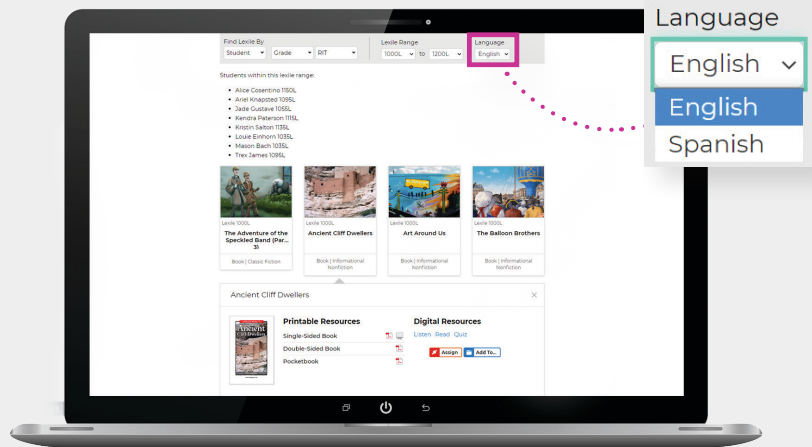 Find Lexile By
Student Grade RIT
Lexile Range
1000L to 1200L
Language
English
Language
English
English
Spanish
Students within this lexile range:
• Alice Cosentino 1150L
• Ariel Knapsted 1095L
• Jade Gustave 1055L
• Kendra Paterson 1115L
• Kristin Salton 1135L
• Louie Einhorn 1035L
• Mason Bach 1035L
• Trex James 1095L
Lexile 1000L
The Adventure of the
Speckled Band (Par...
3)
Book | Classic Fiction
Lexile 1000L
Ancient Cliff Dwellers
Book | Informational
Nonfiction
Lexile 1000L
Art Around Us
Book | Informational
Nonfiction
Lexile 1000L
The Balloon Brothers
Book | Informational
Nonfiction
Ancient Cliff Dwellers
Ancient
Cliff Dwellers
Printable Resources
Single-Sided Book
Double-Sided Book
Pocketbook
Digital Resources
Listen Read Quiz
Assign Add To...